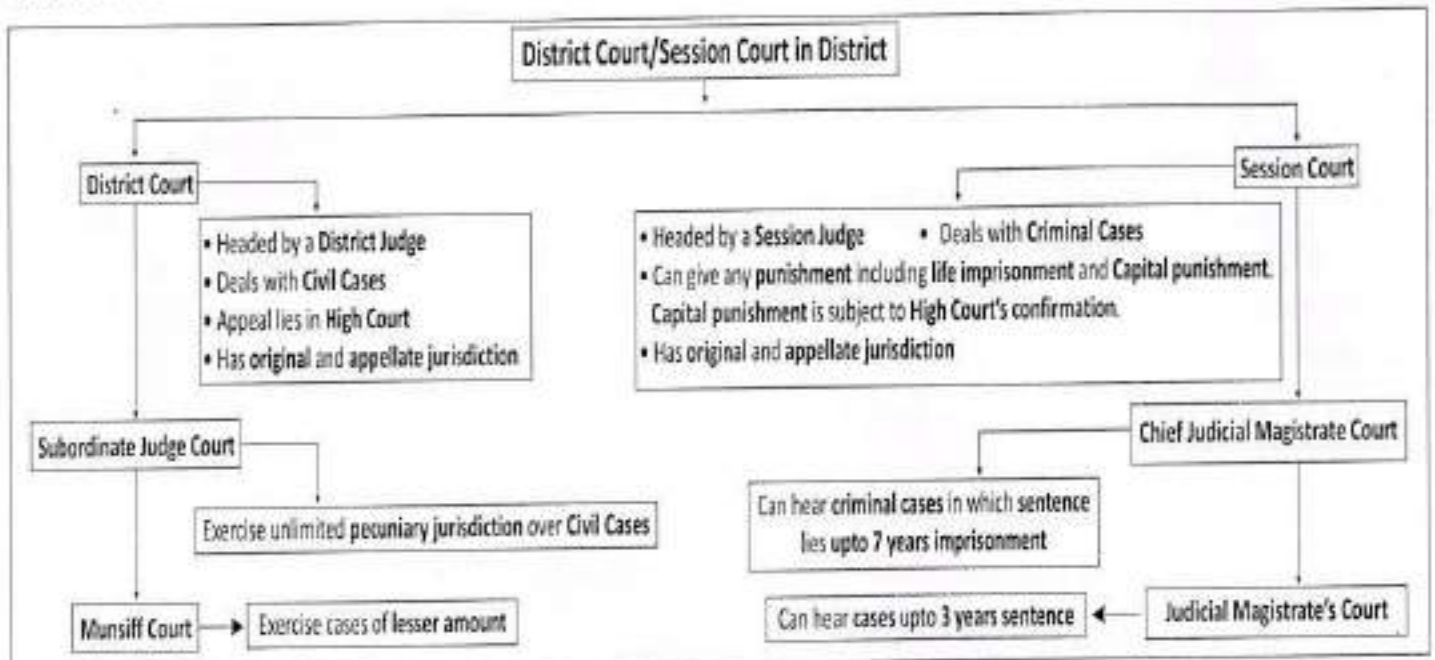 District Court/Session Court in District
District Court
Session Court
• Headed by a District Judge
• Deals with Civil Cases
• Appeal lies in High Court
• Has original and appellate jurisdiction
• Headed by a Session Judge • Deals with Criminal Cases
• Can give any punishment including life imprisonment and Capital punishment.
Capital punishment is subject to High Court's confirmation.
• Has original and appellate jurisdiction
Subordinate Judge Court
Chief Judicial Magistrate Court
Exercise unlimited pecuniary jurisdiction over Civil Cases
Can hear criminal cases in which sentence
lies upto 7 years imprisonment
Munsiff Court
Exercise cases of lesser amount
Can hear cases upto 3 years sentence
Judicial Magistrate's Court